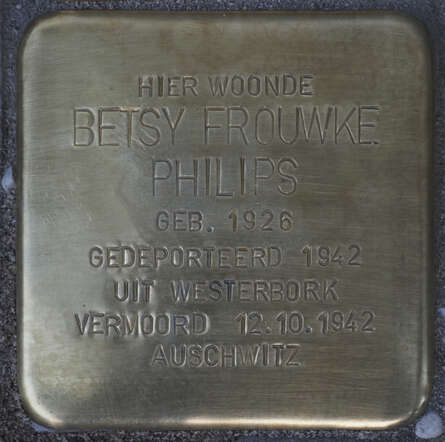 HIER WOONDE
BETSY FROUWKE
PHILIPS
GEB. 1926
GEDEPORTEERD 1942
UIT WESTERBORK
VERMOORD 12.10.1942
AUSCHWITZ